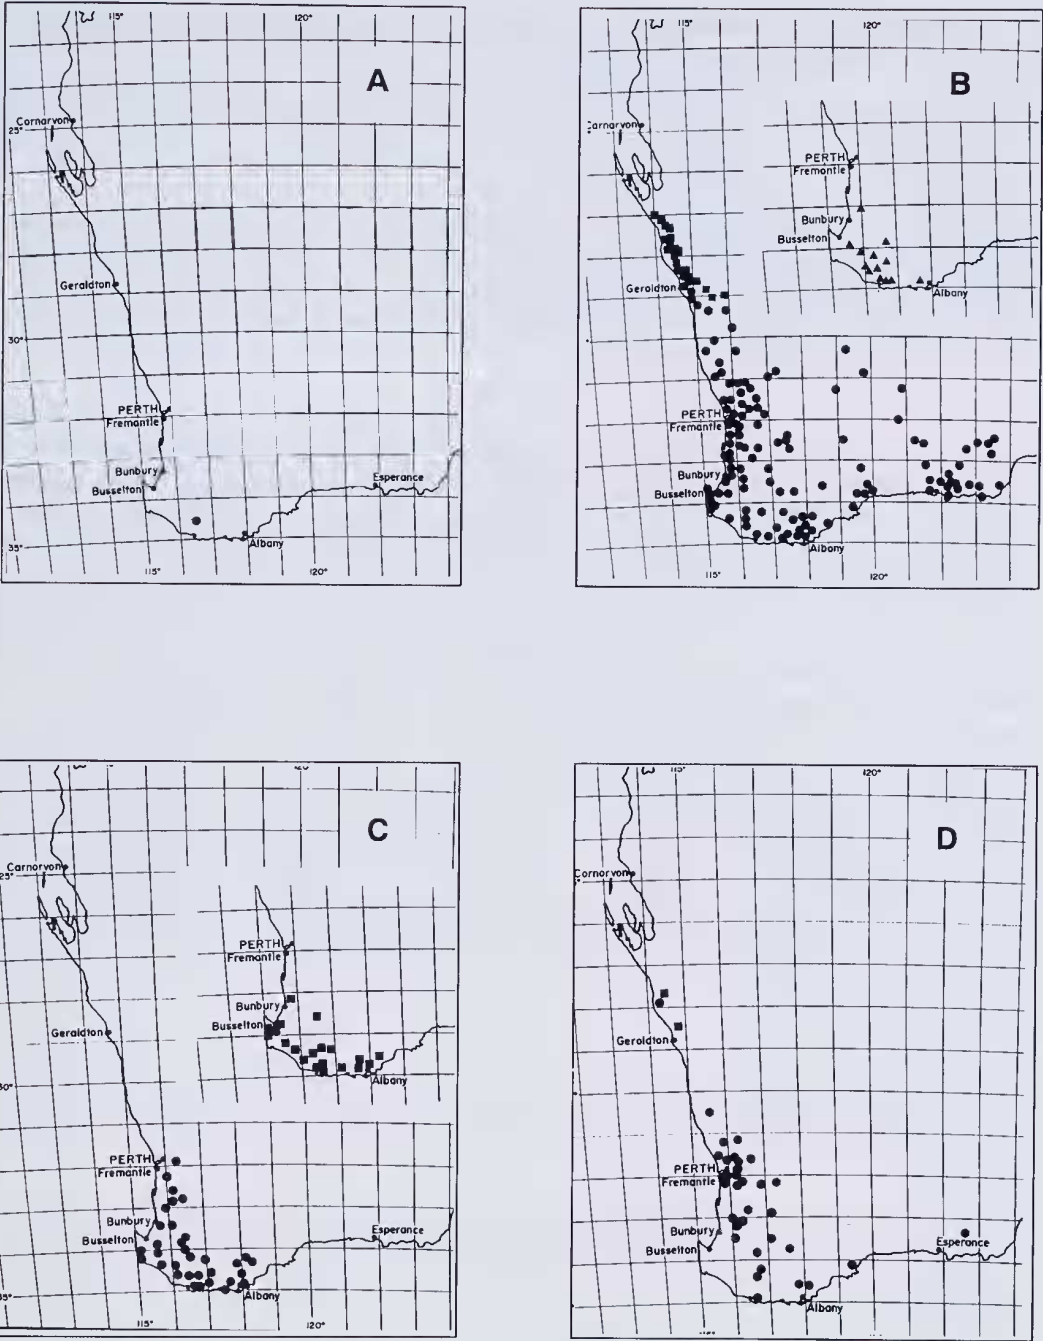 115°
120°
A
Carnarvon
25°
Geraldton
30°
PERTH
Fremantle
Bunbury
Busselton
Esperance
35°
Albany
115°
120°
115°
120°
B
Carnarvon
PERTH
Fremantle
Bunbury
Busselton
Albany
Geraldton
PERTH
Fremantle
Bunbury
Busselton
Albany
115°
120°
120°
C
Carnarvon
25°
PERTH
Fremantle
Bunbury
Busselton
Albany
Geraldton
30°
PERTH
Fremantle
Bunbury
Busselton
Esperance
35°
Albany
115°
120°
115°
120°
D
Carnarvon
Geraldton
PERTH
Fremantle
Bunbury
Busselton
Esperance
Albany